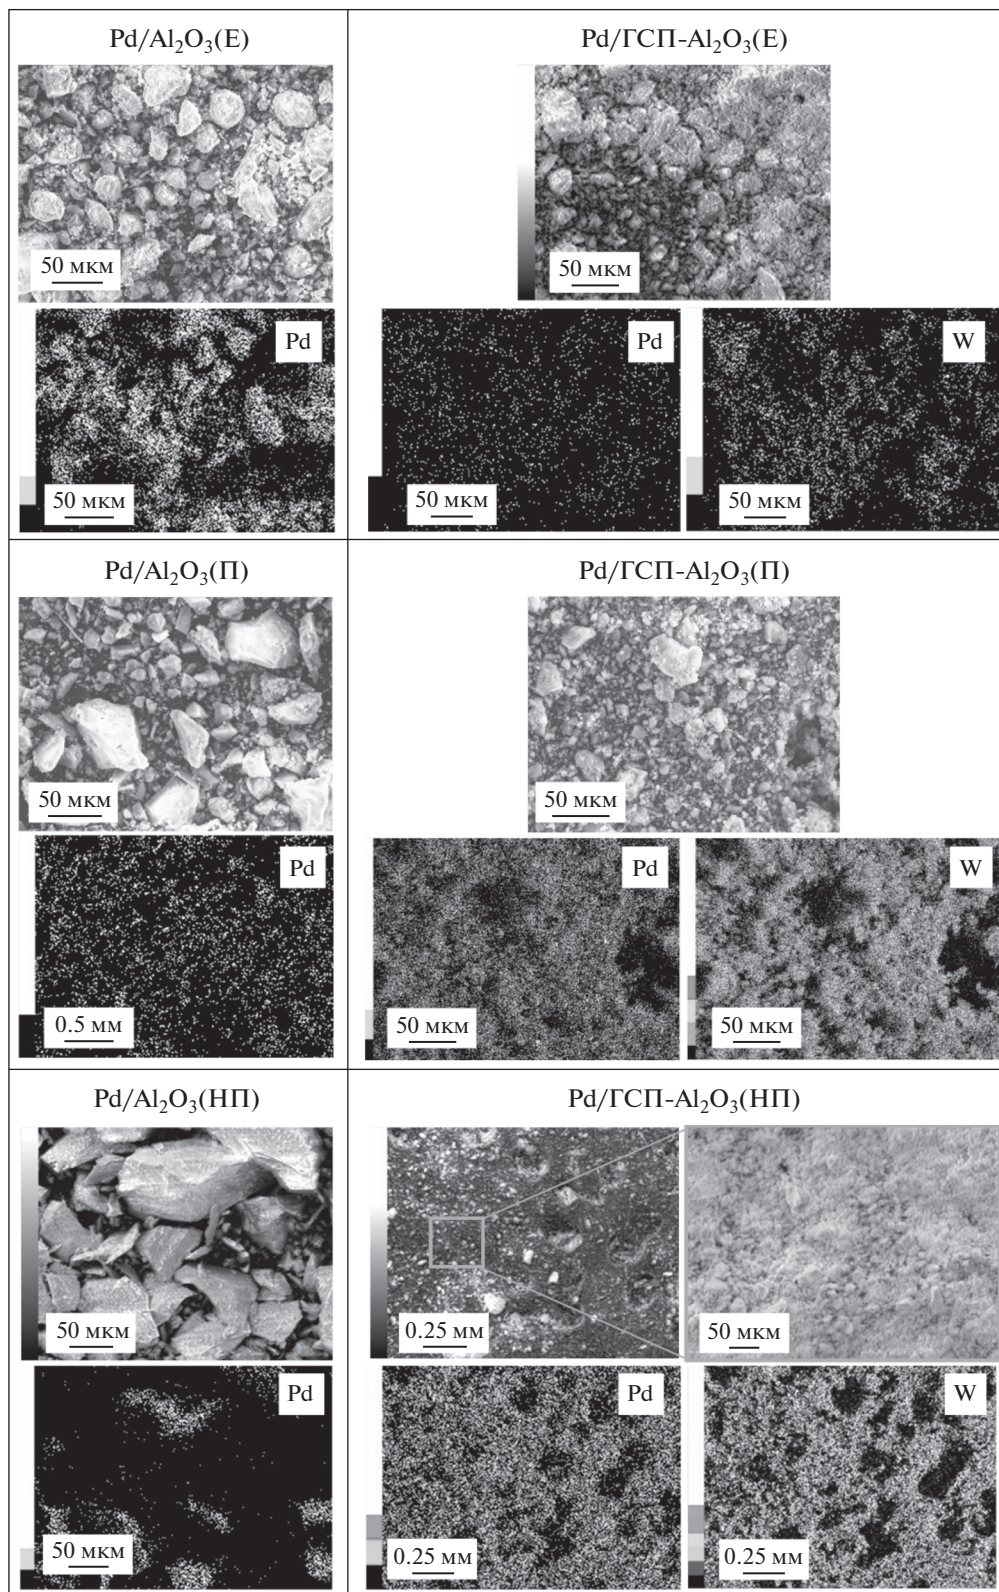 Pd/Al₂O₃(Е)
Pd/ГСП-Al₂O₃(Е)
50 мкм
50 мкм
Pd
50 мкм
Pd
50 мкм
W
50 мкм
Pd/Al₂O₃(П)
Pd/ГСП-Al₂O₃(П)
50 мкм
50 мкм
Pd
0.5 мм
Pd
50 мкм
W
50 мкм
Pd/Al₂O₃(НП)
Pd/ГСП-Al₂O₃(НП)
50 мкм
0.25 мм
50 мкм
Pd
50 мкм
Pd
0.25 мм
W
0.25 мм